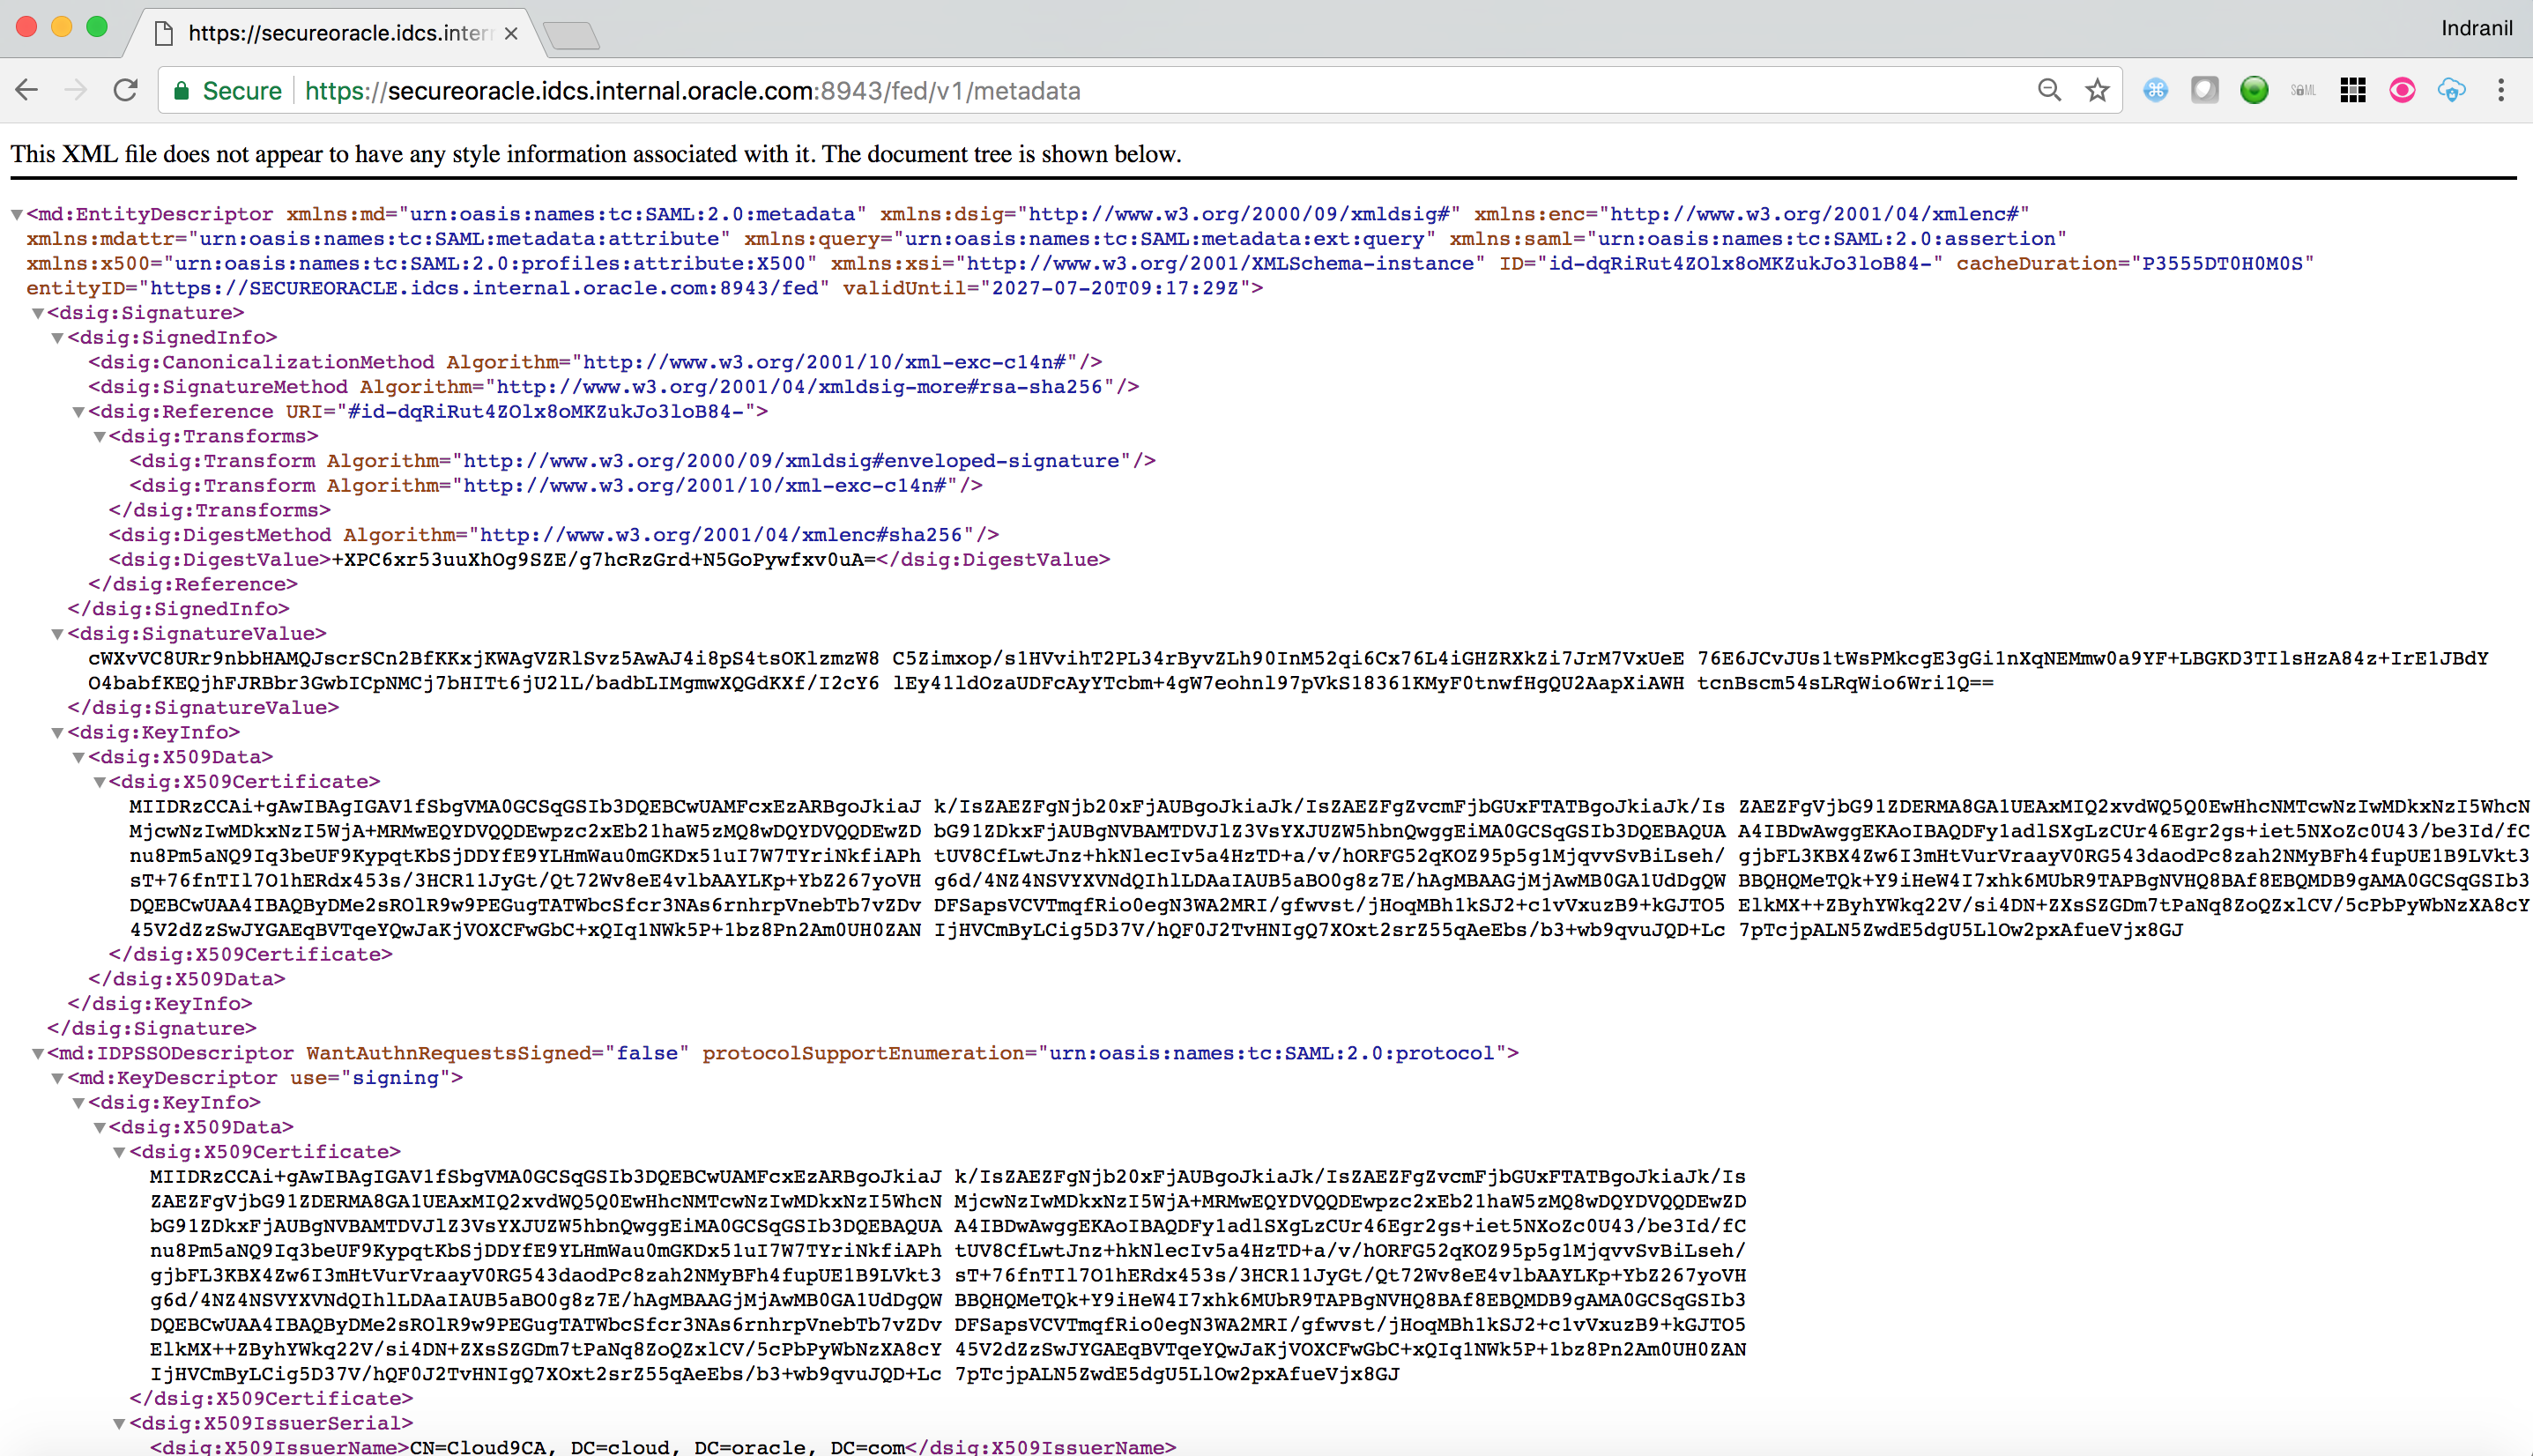 https://secureoracle.idcs.inter
Indranil
Secure https://secureoracle.idcs.internal.oracle.com:8943/fed/v1/metadata
This XML file does not appear to have any style information associated with it. The document tree is shown below.
<md:EntityDescriptor xmlns:md="urn:oasis:names:tc:SAML:2.0:metadata" xmlns:dsig="http://www.w3.org/2000/09/xmldsig#" xmlns:enc="http://www.w3.org/2001/04/xmlenc#"
xmlns:mdattr="urn:oasis:names:tc:SAML:metadata:attribute" xmlns:query="urn:oasis:names:tc:SAML:metadata:ext:query" xmlns:saml="urn:oasis:names:tc:SAML:2.0:assertion"
xmlns:x500="urn:oasis:names:tc:SAML:2.0:profiles:attribute:X500" xmlns:xsi="http://www.w3.org/2001/XMLSchema-instance" ID="id-dqRiRut4ZOlx8oMKZukJo3loB84-" cacheDuration="P3555DT0H0M0S"
entityID="https://SECUREORACLE.idcs.internal.oracle.com:8943/fed" validUntil="2027-07-20T09:17:29Z">
<dsig:Signature>
<dsig:SignedInfo>
<dsig:CanonicalizationMethod Algorithm="http://www.w3.org/2001/10/xml-exc-c14n#"/>
<dsig:SignatureMethod Algorithm="http://www.w3.org/2001/04/xmldsig-more#rsa-sha256"/>
<dsig:Reference URI="#id-dqRiRut4ZOlx8oMKZukJo3loB84-">
<dsig:Transforms>
<dsig:Transform Algorithm="http://www.w3.org/2000/09/xmldsig#enveloped-signature"/>
<dsig:Transform Algorithm="http://www.w3.org/2001/10/xml-exc-c14n#"/>
</dsig:Transforms>
<dsig:DigestMethod Algorithm="http://www.w3.org/2001/04/xmlenc#sha256"/>
<dsig:DigestValue>+XPC6xr53uuXhOg9SZE/g7hcRzGrd+N5GoPywfxv0uA=</dsig:DigestValue>
</dsig:Reference>
</dsig:SignedInfo>
<dsig:SignatureValue>
cWXvVC8URr9nbbHAMQJscrSCn2BfKKxjKWAgVZRlSvz5AwAJ4i8pS4tsOKlzmzW8 C5Zimxop/s1HVvihT2PL34rByvZLh90InM52qi6Cx76L4iGHZRXkZi7JrM7VxUeE 76E6JCvJUs1tWsPMkcgE3gGi1nXqNEMmw0a9YF+LBGKD3TIlsHzA84z+IrE1JBdY
O4babfKEQjhFJRBbr3GwbICpNMCj7bHITt6jU2lL/badbLIMgmwXQGdKXf/I2cY6 lEy41ldOzaUDFcAyYTcbm+4gW7eohnl97pVkS18361KMyF0tnwfHgQU2AapXiAWH tcnBscm54sLRqWio6Wri1Q==
</dsig:SignatureValue>
<dsig:KeyInfo>
<dsig:X509Data>
<dsig:X509Certificate>
MIIDRzCCAi+gAwIBAgIGAV1fSbgVMA0GCSqGSIb3DQEBCwUAMFcxEzARBgoJkiaJ k/IsZAEZFgNjb20xFjAUBgoJkiaJk/IsZAEZFgZvcmFjbGUxFTATBgoJkiaJk/Is ZAEZFgVjbG91ZDERMA8GA1UEAxMIQ2xvdWQ5Q0EwHhcNMTcwNzIwMDkxNzI5WhcN
MjcwNzIwMDkxNzI5WjA+MRMwEQYDVQQDEwpzc2xEb21haW5zMQ8wDQYDVQQDEwZD bG91ZDkxFjAUBgNVBAMTDVJlZ3VsYXJUZW5hbnQwggEiMA0GCSqGSIb3DQEBAQUA A4IBDwAwggEKAoIBAQDFy1adlSXgLzCUr46Egr2gs+iet5NXoZc0U43/be3Id/fC
nu8Pm5aNQ9Iq3beUF9KypqtKbSjDDYfE9YLHmWau0mGKDx51uI7W7TYriNkfiAPh tUV8CfLwtJnz+hkNlecIv5a4HzTD+a/v/hORFG52qKOZ95p5g1MjqvvSvBiLseh/ gjbFL3KBX4Zw6I3mHtVurVraayV0RG543daodPc8zah2NMyBFh4fupUE1B9LVkt3
sT+76fnTIl7O1hERdx453s/3HCR11JyGt/Qt72Wv8eE4vlbAAYLKp+YbZ267yoVH g6d/4NZ4NSVYXVNdQIhlLDAaIAUB5aBO0g8z7E/hAgMBAAGjMjAwMB0GA1UdDgQW BBQHQMeTQk+Y9iHeW4I7xhk6MUbR9TAPBgNVHQ8BAf8EBQMDB9gAMA0GCSqGSIb3
DQEBCwUAA4IBAQByDMe2sROlR9w9PEGugTATWbcSfcr3NAs6rnhrpVnebTb7vZDv DFSapsVCVTmqfRio0egN3WA2MRI/gfwvst/jHoqMBh1kSJ2+c1vVxuzB9+kGJTO5 ElkMX++ZByhYWkq22V/si4DN+ZXsSZGDm7tPaNq8ZoQZxlCV/5cPbPyWbNzXA8cY
45V2dZzSwJYGAEqBVTqeYQwJaKjVOXCFwGbC+xQIq1NWk5P+1bz8Pn2Am0UH0ZAN IjHVCmByLCig5D37V/hQF0J2TvHNIgQ7XOxt2srZ55qAeEbs/b3+wb9qvuJQD+Lc 7pTcjpALN5ZwdE5dgU5LlOw2pxAfueVjx8GJ
</dsig:X509Certificate>
</dsig:X509Data>
</dsig:KeyInfo>
</dsig:Signature>
<md:IDPSSODescriptor WantAuthnRequestsSigned="false" protocolSupportEnumeration="urn:oasis:names:tc:SAML:2.0:protocol">
<md:KeyDescriptor use="signing">
<dsig:KeyInfo>
<dsig:X509Data>
<dsig:X509Certificate>
MIIDRzCCAi+gAwIBAgIGAV1fSbgVMA0GCSqGSIb3DQEBCwUAMFcxEzARBgoJkiaJ k/IsZAEZFgNjb20xFjAUBgoJkiaJk/IsZAEZFgZvcmFjbGUxFTATBgoJkiaJk/Is
ZAEZFgVjbG91ZDERMA8GA1UEAxMIQ2xvdWQ5Q0EwHhcNMTcwNzIwMDkxNzI5WhcN MjcwNzIwMDkxNzI5WjA+MRMwEQYDVQQDEwpzc2xEb21haW5zMQ8wDQYDVQQDEwZD
bG91ZDkxFjAUBgNVBAMTDVJlZ3VsYXJUZW5hbnQwggEiMA0GCSqGSIb3DQEBAQUA A4IBDwAwggEKAoIBAQDFy1adlSXgLzCUr46Egr2gs+iet5NXoZc0U43/be3Id/fC
nu8Pm5aNQ9Iq3beUF9KypqtKbSjDDYfE9YLHmWau0mGKDx51uI7W7TYriNkfiAPh tUV8CfLwtJnz+hkNlecIv5a4HzTD+a/v/hORFG52qKOZ95p5g1MjqvvSvBiLseh/
gjbFL3KBX4Zw6I3mHtVurVraayV0RG543daodPc8zah2NMyBFh4fupUE1B9LVkt3 sT+76fnTIl7O1hERdx453s/3HCR11JyGt/Qt72Wv8eE4vlbAAYLKp+YbZ267yoVH
g6d/4NZ4NSVYXVNdQIhlLDAaIAUB5aBO0g8z7E/hAgMBAAGjMjAwMB0GA1UdDgQW BBQHQMeTQk+Y9iHeW4I7xhk6MUbR9TAPBgNVHQ8BAf8EBQMDB9gAMA0GCSqGSIb3
DQEBCwUAA4IBAQByDMe2sROlR9w9PEGugTATWbcSfcr3NAs6rnhrpVnebTb7vZDv DFSapsVCVTmqfRio0egN3WA2MRI/gfwvst/jHoqMBh1kSJ2+c1vVxuzB9+kGJTO5
ElkMX++ZByhYWkq22V/si4DN+ZXsSZGDm7tPaNq8ZoQZxlCV/5cPbPyWbNzXA8cY 45V2dZzSwJYGAEqBVTqeYQwJaKjVOXCFwGbC+xQIq1NWk5P+1bz8Pn2Am0UH0ZAN
IjHVCmByLCig5D37V/hQF0J2TvHNIgQ7XOxt2srZ55qAeEbs/b3+wb9qvuJQD+Lc 7pTcjpALN5ZwdE5dgU5LlOw2pxAfueVjx8GJ
</dsig:X509Certificate>
<dsig:X509IssuerSerial>
<dsig:X509IssuerName>CN=Cloud9CA, DC=cloud, DC=oracle, DC=com</dsig:X509IssuerName>